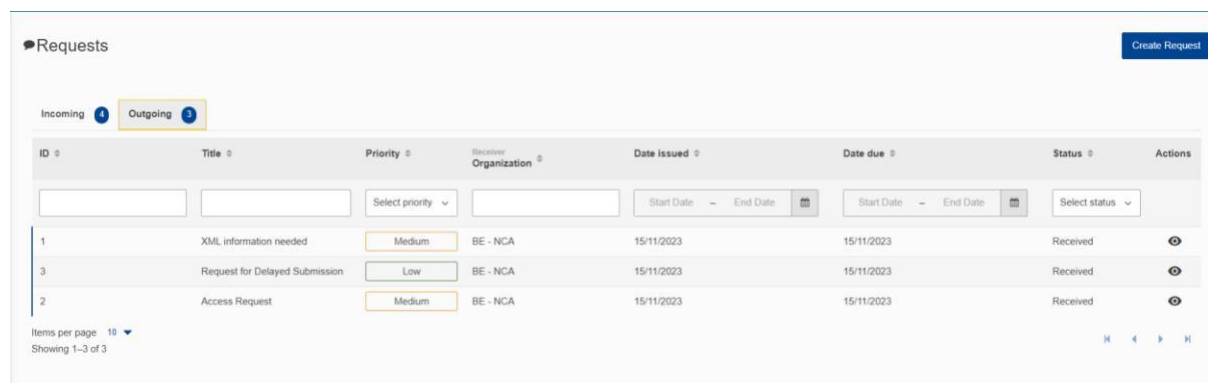 Requests
Create Request
Incoming 4 Outgoing 3
ID Title Priority Receiver Organization Date issued Date due Status Actions
Select priority Start Date – End Date Start Date – End Date Select status
1 XML information needed Medium BE - NCA 15/11/2023 15/11/2023 Received
3 Request for Delayed Submission Low BE - NCA 15/11/2023 15/11/2023 Received
2 Access Request Medium BE - NCA 15/11/2023 15/11/2023 Received
Items per page 10
Showing 1–3 of 3